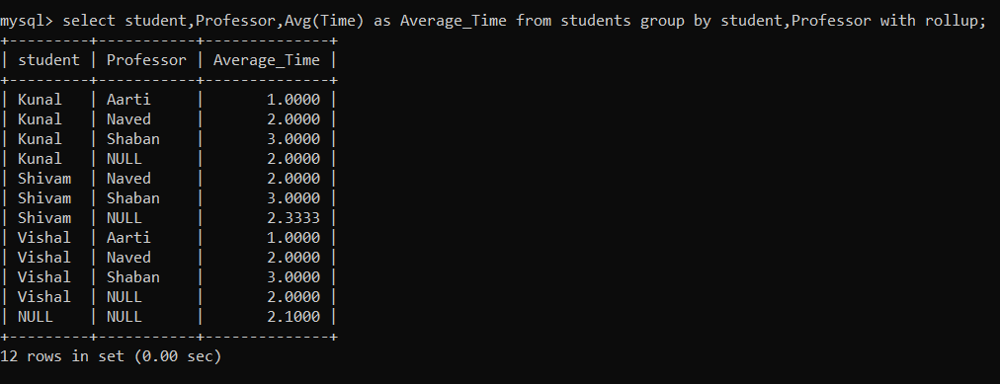 mysql> select student,Professor,Avg(Time) as Average_Time from students group by student,Professor with rollup;
+---------+-----------+--------------+
| student | Professor | Average_Time |
+---------+-----------+--------------+
| Kunal   | Aarti     |       1.0000 |
| Kunal   | Naved     |       2.0000 |
| Kunal   | Shaban    |       3.0000 |
| Kunal   | NULL      |       2.0000 |
| Shivam  | Naved     |       2.0000 |
| Shivam  | Shaban    |       3.0000 |
| Shivam  | NULL      |       2.3333 |
| Vishal  | Aarti     |       1.0000 |
| Vishal  | Naved     |       2.0000 |
| Vishal  | Shaban    |       3.0000 |
| Vishal  | NULL      |       2.0000 |
| NULL    | NULL      |       2.1000 |
+---------+-----------+--------------+
12 rows in set (0.00 sec)